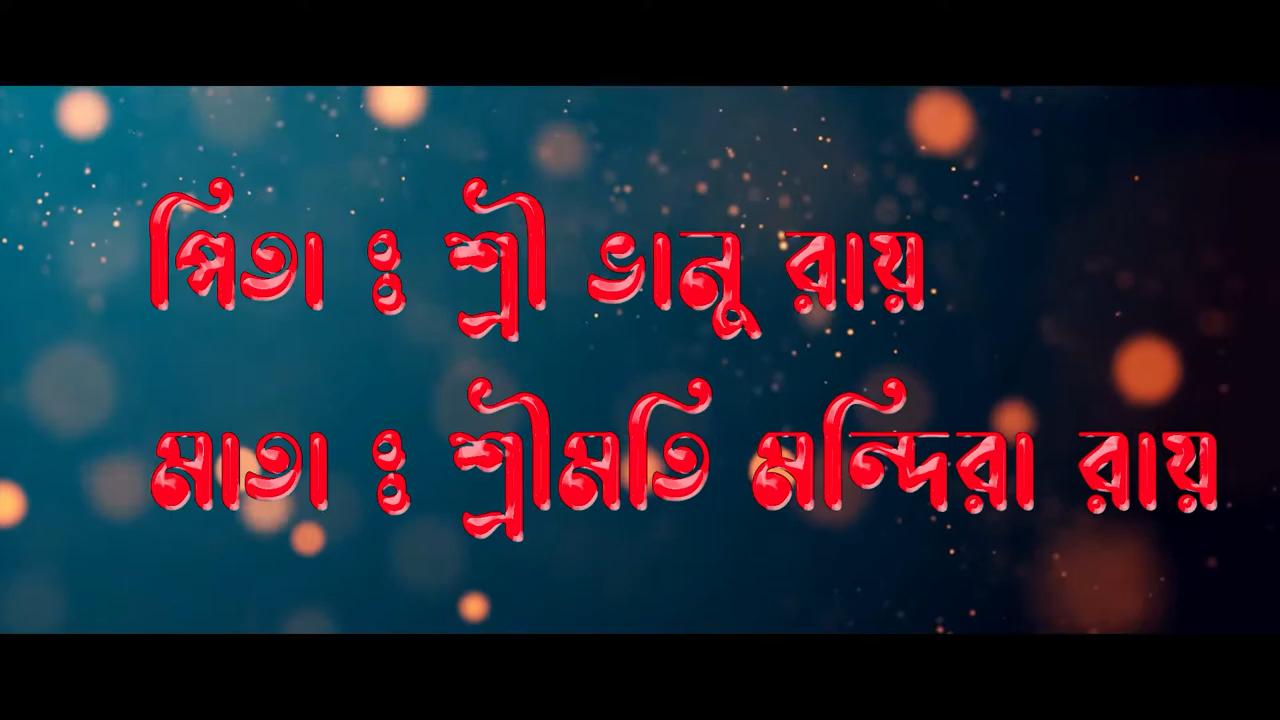 পিতা ঃ শ্রী ভানু রায়
মাতা ঃ শ্রীমতি মন্দিরা রায়